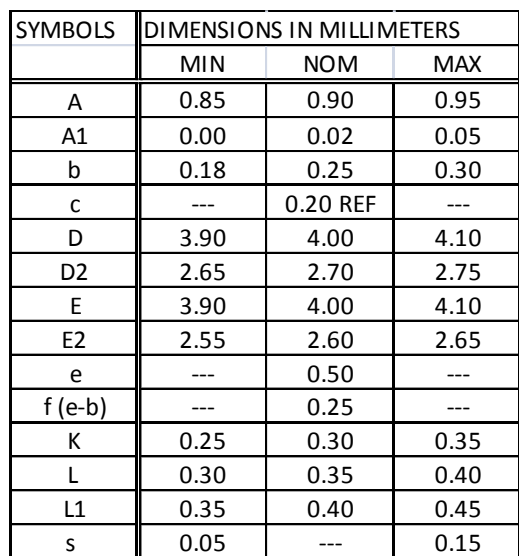 SYMBOLS DIMENSIONS IN MILLIMETERS
MIN NOM MAX
A 0.85 0.90 0.95
A1 0.00 0.02 0.05
b 0.18 0.25 0.30
c --- 0.20 REF ---
D 3.90 4.00 4.10
D2 2.65 2.70 2.75
E 3.90 4.00 4.10
E2 2.55 2.60 2.65
e --- 0.50 ---
f (e-b) --- 0.25 ---
K 0.25 0.30 0.35
L 0.30 0.35 0.40
L1 0.35 0.40 0.45
s 0.05 --- 0.15